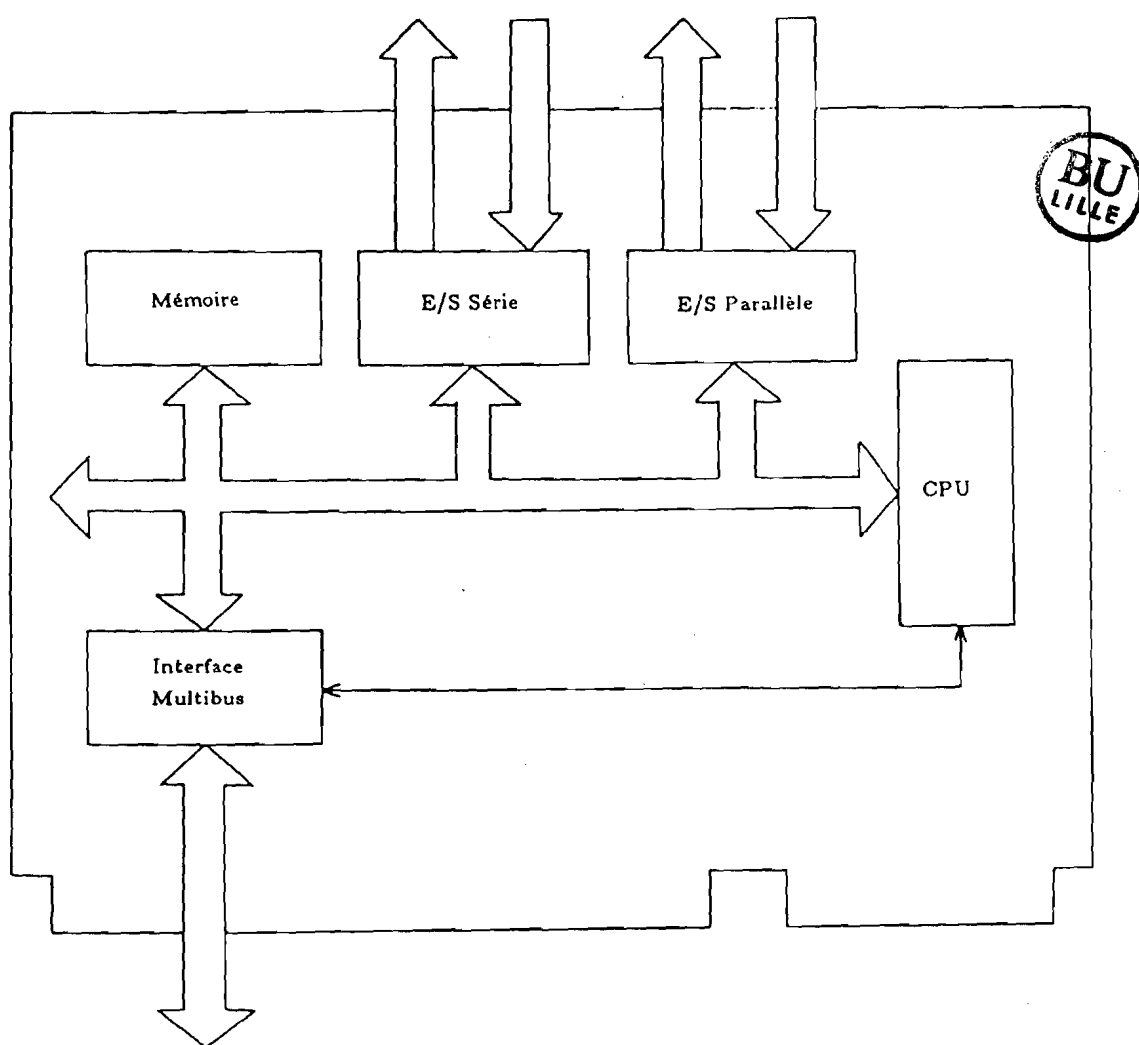 BU
LILLE
Mémoire
E/S Série
E/S Parallèle
CPU
Interface
Multibus